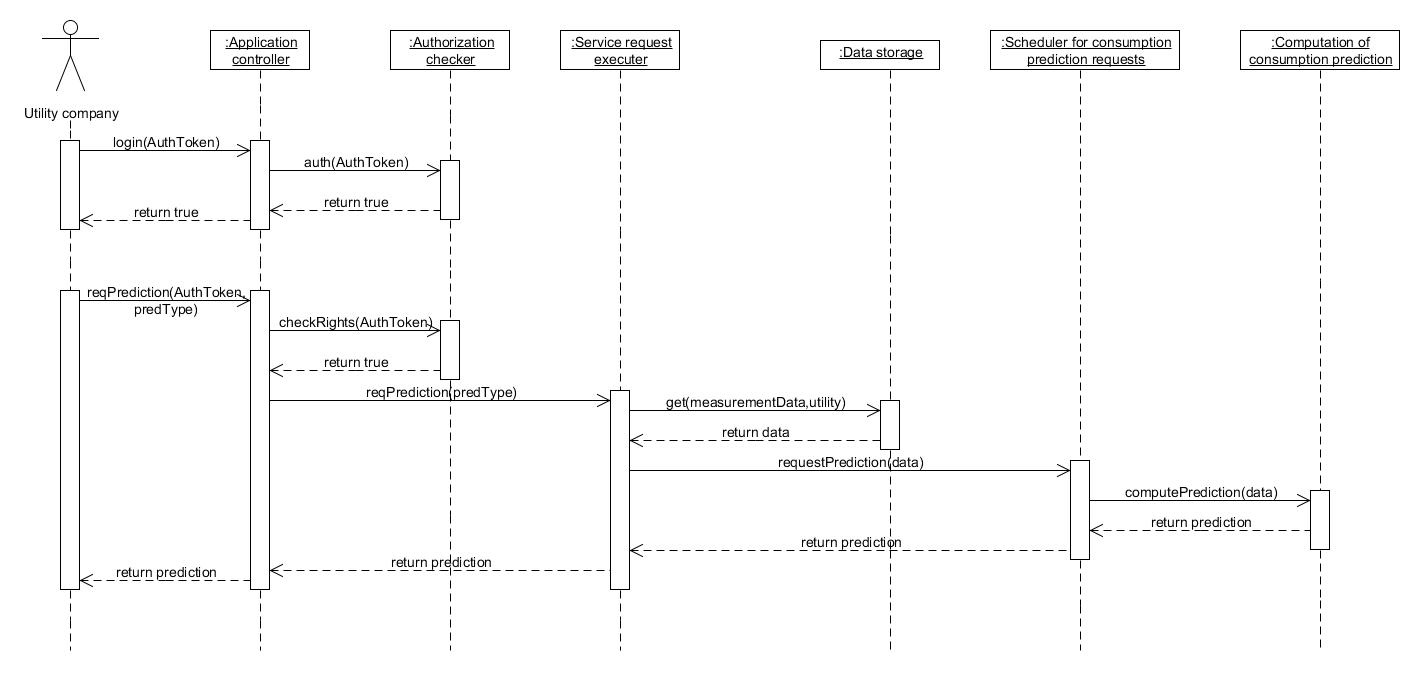 :Application
controller
:Authorization
checker
:Service request
executer
:Data storage
:Scheduler for consumption
prediction requests
:Computation of
consumption prediction
Utility company
login(AuthToken)
auth(AuthToken)
return true
return true
reqPrediction(AuthToken,
predType)
checkRights(AuthToken)
return true
reqPrediction(predType)
get(measurementData,utility)
return data
requestPrediction(data)
computePrediction(data)
return prediction
return prediction
return prediction
return prediction